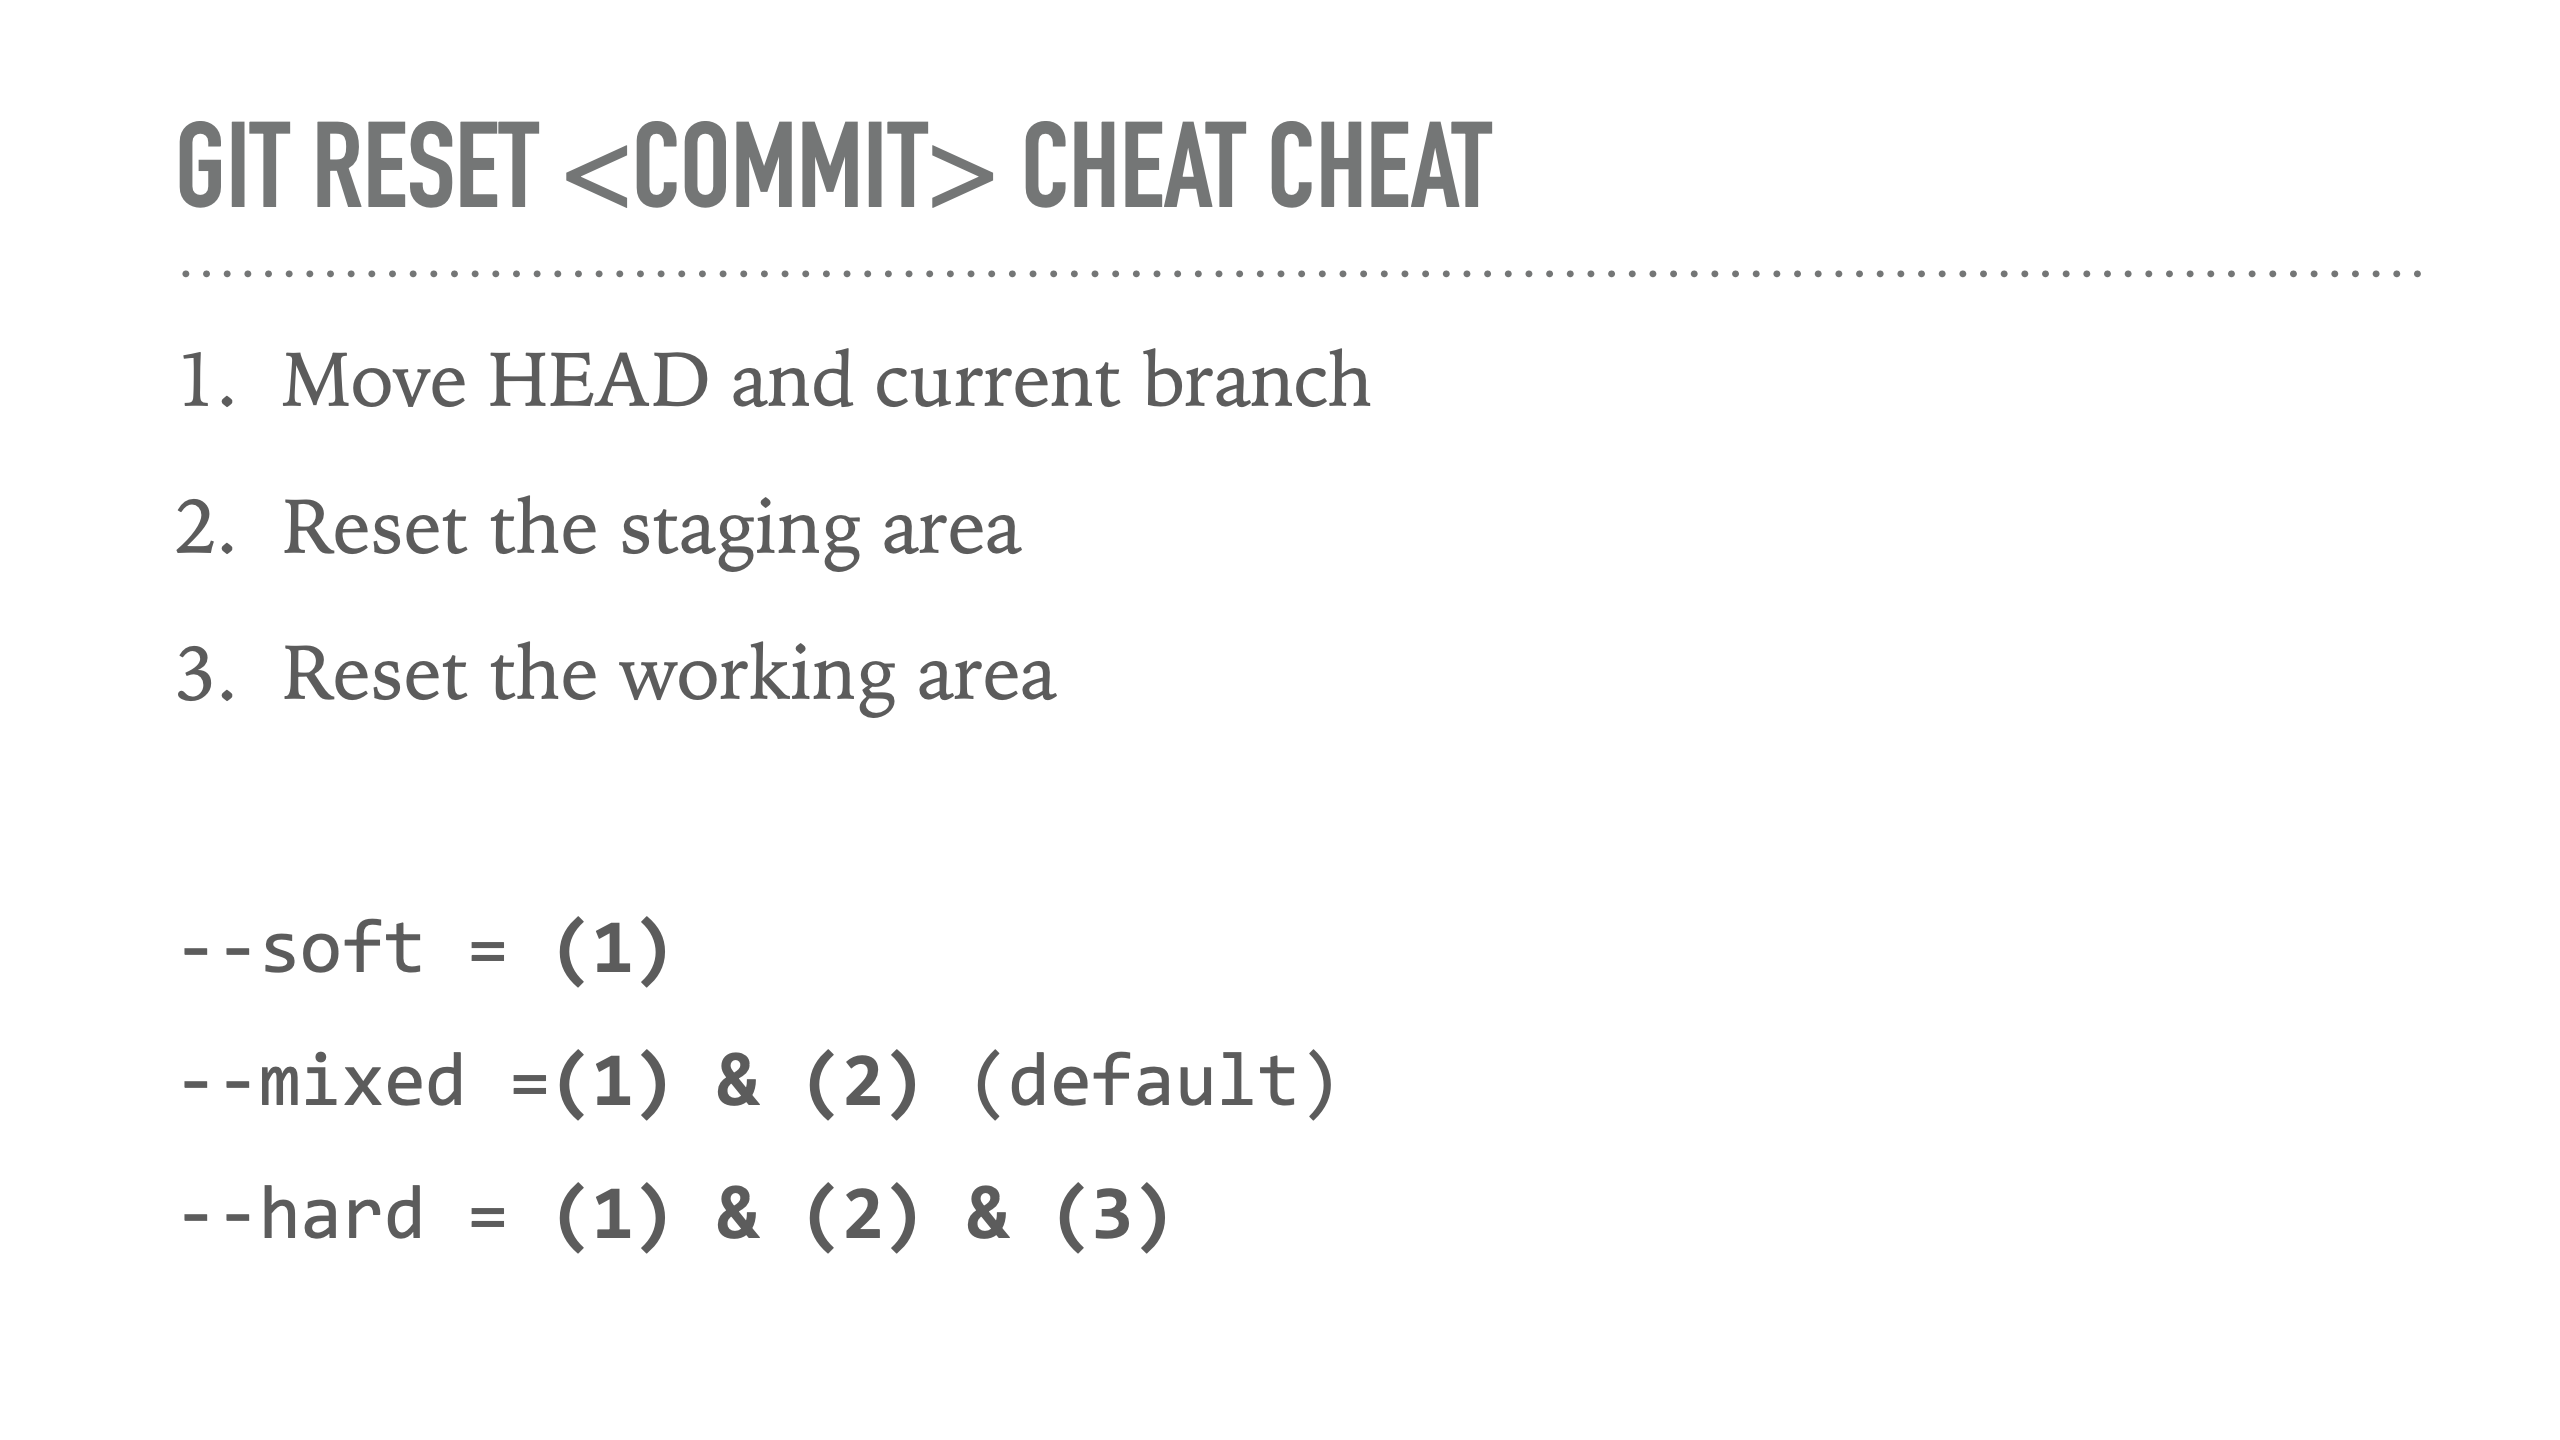 GIT RESET <COMMIT> CHEAT CHEAT
1. Move HEAD and current branch
2. Reset the staging area
3. Reset the working area
--soft = (1)
--mixed =(1) & (2) (default)
--hard = (1) & (2) & (3)